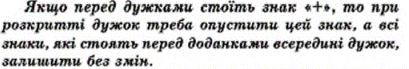 Якщо перед дужками стоїть знак «+», то при
розкритті дужок треба опустити цей знак, а всі
знаки, які стоять перед доданками всередині дужок,
залишити без змін.